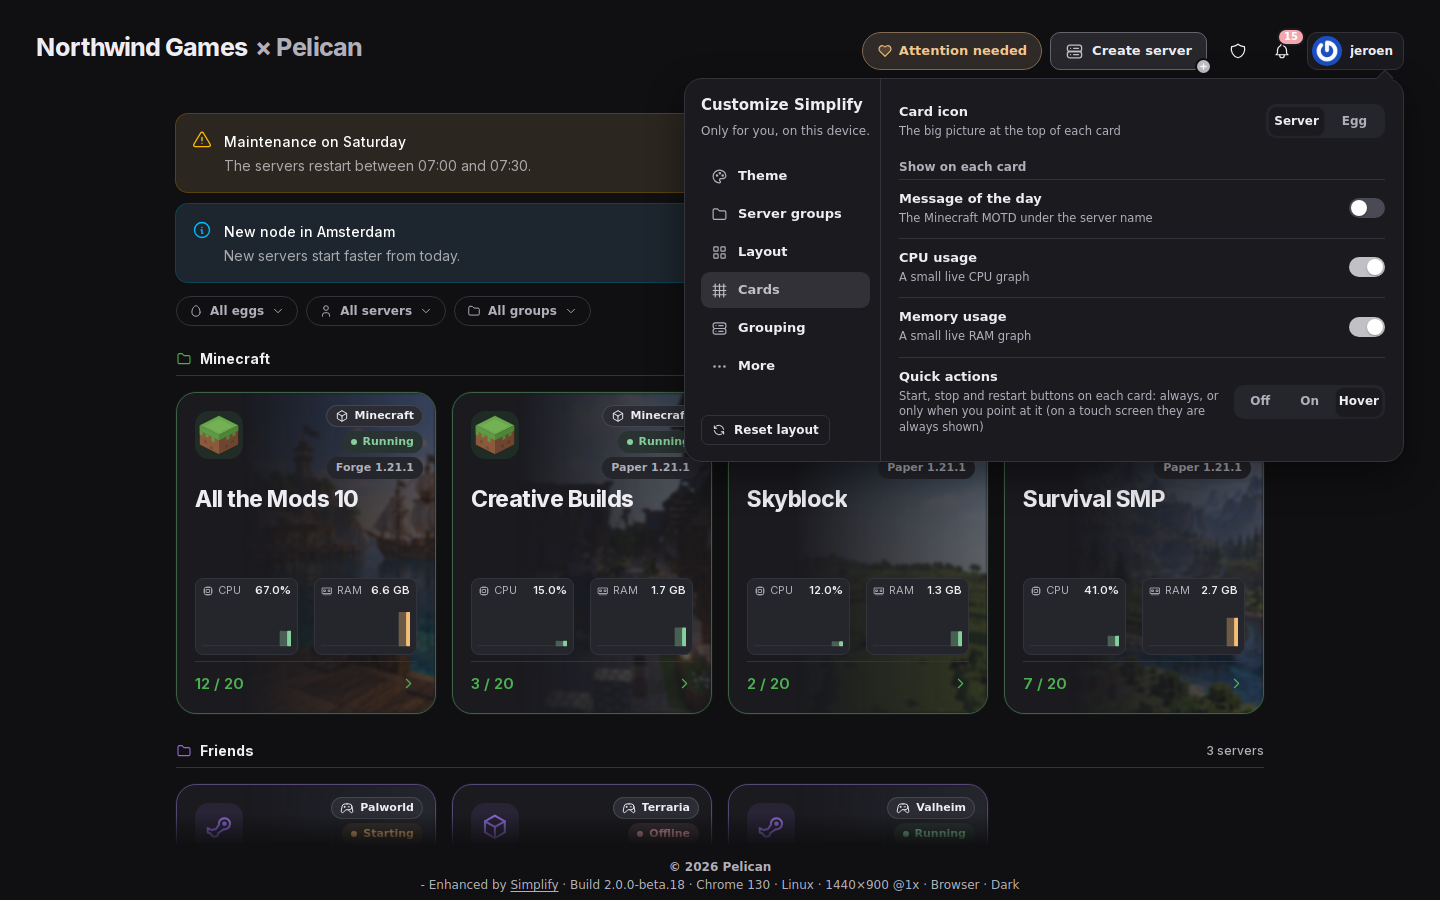 Northwind Games × Pelican
Attention needed
Create server
15
jeroen
Maintenance on Saturday
The servers restart between 07:00 and 07:30.
New node in Amsterdam
New servers start faster from today.
All eggs
All servers
All groups
Customize Simplify
Only for you, on this device.
Theme
Server groups
Layout
Cards
Grouping
More
Reset layout
Card icon
The big picture at the top of each card
Server
Egg
Show on each card
Message of the day
The Minecraft MOTD under the server name
CPU usage
A small live CPU graph
Memory usage
A small live RAM graph
Quick actions
Start, stop and restart buttons on each card: always, or
only when you point at it (on a touch screen they are
always shown)
Off
On
Hover
Minecraft
Minecraft
Running
Forge 1.21.1
All the Mods 10
CPU 67.0%
RAM 6.6 GB
12 / 20
Minecraf
Running
Paper 1.21.1
Creative Builds
CPU 15.0%
RAM 1.7 GB
3 / 20
Paper 1.21.1
Skyblock
CPU 12.0%
RAM 1.3 GB
2 / 20
Paper 1.21.1
Survival SMP
CPU 41.0%
RAM 2.7 GB
7 / 20
Friends
3 servers
Palworld
Starting
Terraria
Offline
Valheim
Running
© 2026 Pelican
- Enhanced by Simplify · Build 2.0.0-beta.18 · Chrome 130 · Linux · 1440×900 @1x · Browser · Dark